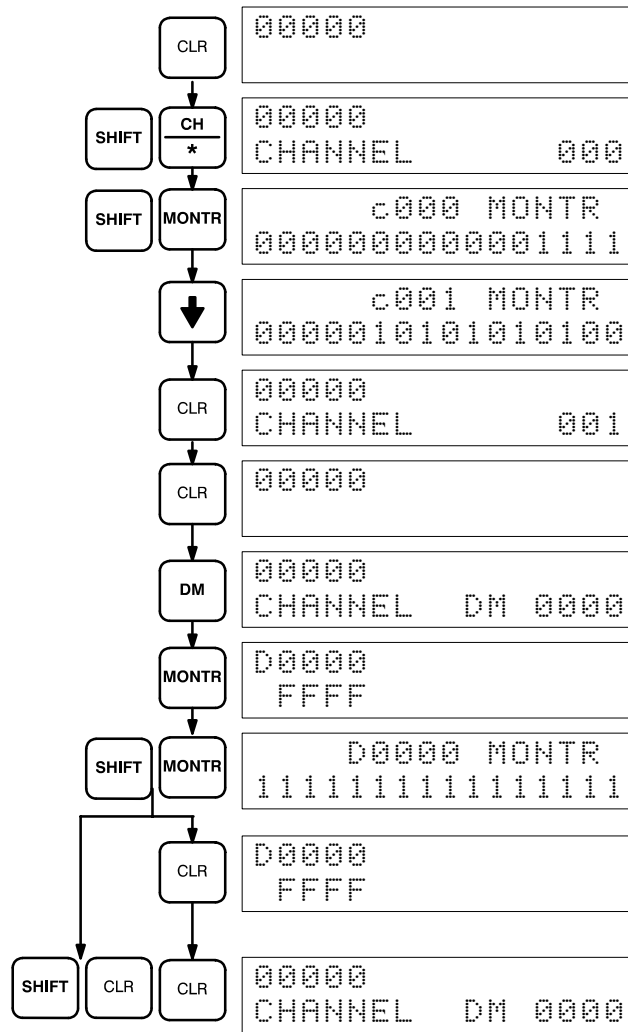 CLR
00000
SHIFT
CH
*
00000
CHANNEL 000
SHIFT
MONTR
c000 MONTR
0000000000001111
c001 MONTR
0000010101010100
CLR
00000
CHANNEL 001
CLR
00000
DM
00000
CHANNEL DM 0000
MONTR
D0000
FFFF
SHIFT
MONTR
D0000 MONTR
1111111111111111
CLR
D0000
FFFF
SHIFT
CLR
CLR
00000
CHANNEL DM 0000